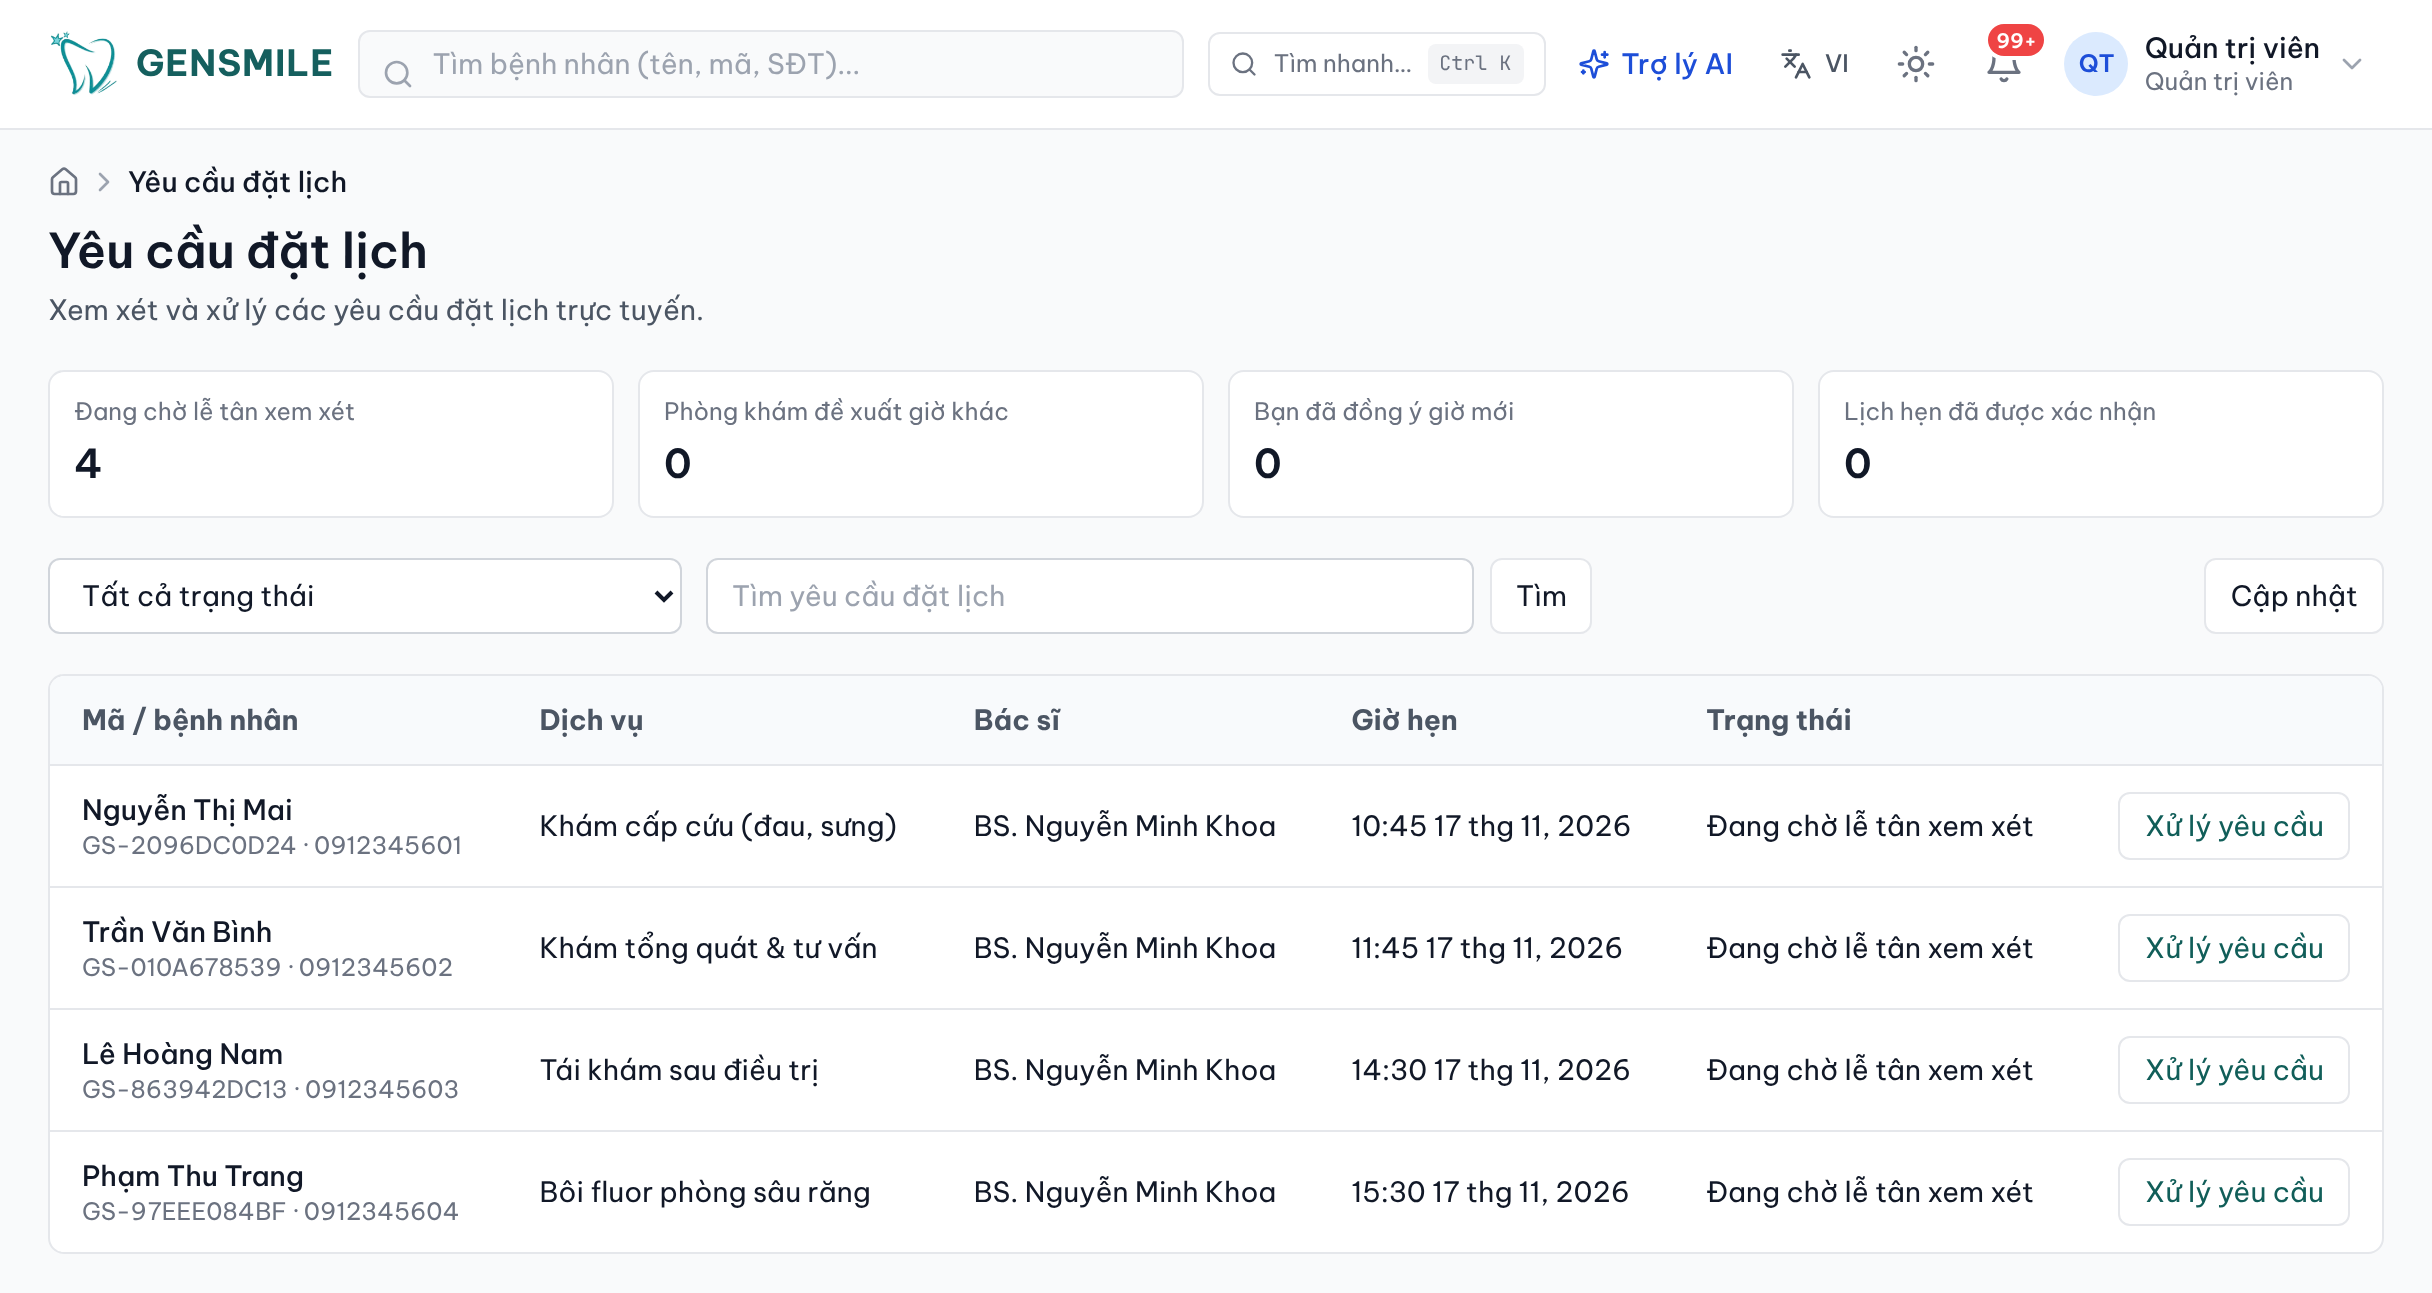 GENSMILE
Tìm bệnh nhân (tên, mã, SĐT)...
Tìm nhanh... Ctrl K
Trợ lý AI
VI
99+
QT
Quản trị viên
Quản trị viên
Yêu cầu đặt lịch
Yêu cầu đặt lịch
Xem xét và xử lý các yêu cầu đặt lịch trực tuyến.
Đang chờ lễ tân xem xét
4
Phòng khám đề xuất giờ khác
0
Bạn đã đồng ý giờ mới
0
Lịch hẹn đã được xác nhận
0
Tất cả trạng thái
Tìm yêu cầu đặt lịch
Tìm
Cập nhật
Mã / bệnh nhân Dịch vụ Bác sĩ Giờ hẹn Trạng thái
Nguyễn Thị Mai
GS-2096DC0D24 · 0912345601
Khám cấp cứu (đau, sưng) BS. Nguyễn Minh Khoa 10:45 17 thg 11, 2026 Đang chờ lễ tân xem xét Xử lý yêu cầu
Trần Văn Bình
GS-010A678539 · 0912345602
Khám tổng quát & tư vấn BS. Nguyễn Minh Khoa 11:45 17 thg 11, 2026 Đang chờ lễ tân xem xét Xử lý yêu cầu
Lê Hoàng Nam
GS-863942DC13 · 0912345603
Tái khám sau điều trị BS. Nguyễn Minh Khoa 14:30 17 thg 11, 2026 Đang chờ lễ tân xem xét Xử lý yêu cầu
Phạm Thu Trang
GS-97EEE084BF · 0912345604
Bôi fluor phòng sâu răng BS. Nguyễn Minh Khoa 15:30 17 thg 11, 2026 Đang chờ lễ tân xem xét Xử lý yêu cầu